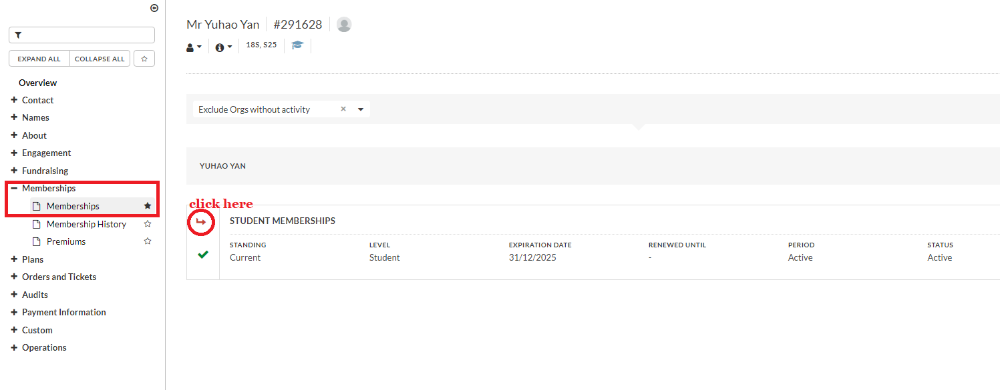 Mr Yuhao Yan #291628
18S, S25
EXPAND ALL COLLAPSE ALL
Overview
Contact
Names
About
Engagement
Fundraising
Memberships
Memberships
Membership History
Premiums
Plans
Orders and Tickets
Audits
Payment Information
Custom
Operations
Exclude Orgs without activity
YUHAO YAN
click here
STUDENT MEMBERSHIPS
STANDING LEVEL EXPIRATION DATE RENEWED UNTIL PERIOD STATUS
Current Student 31/12/2025 - Active Active